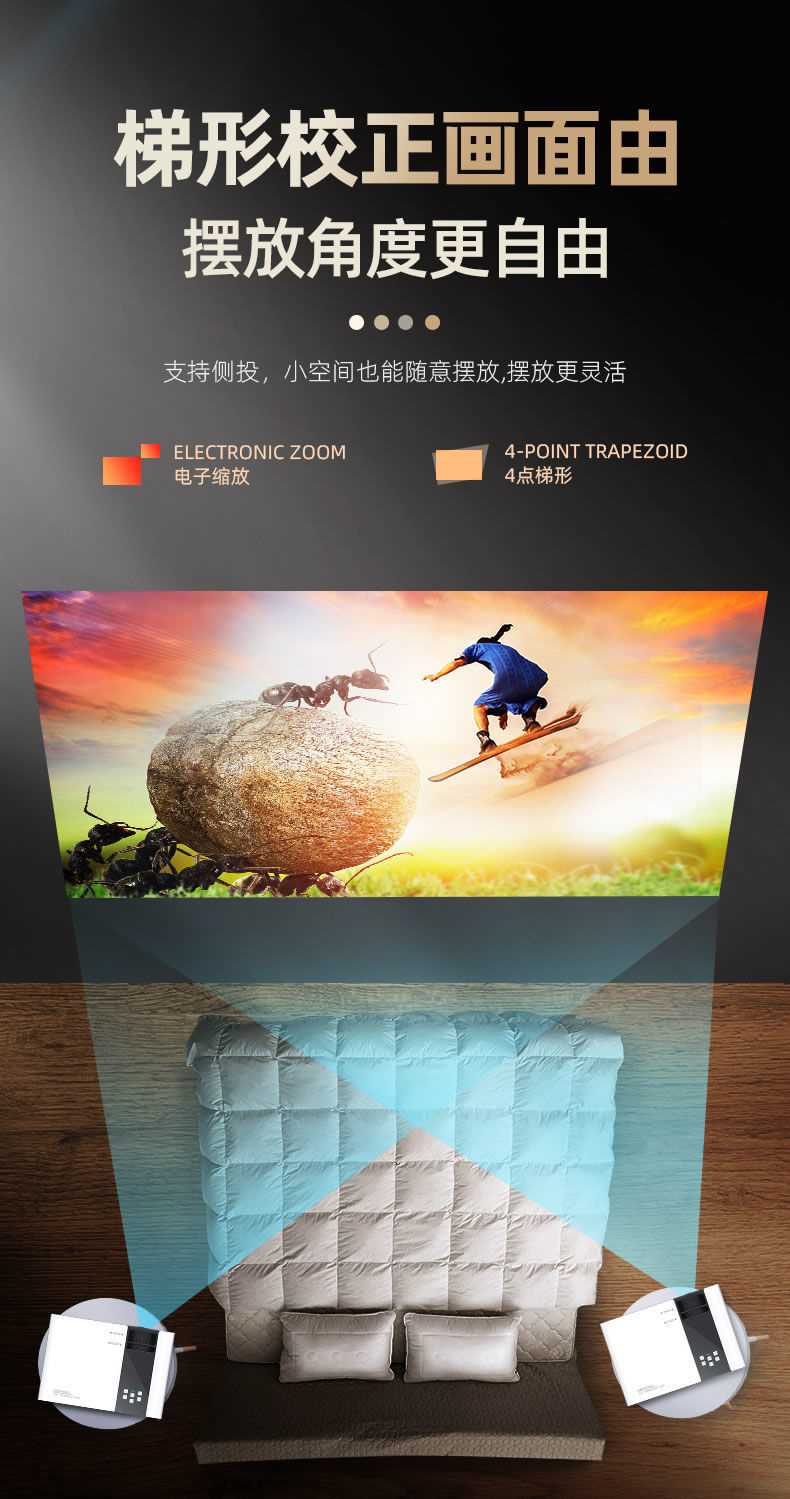 梯形校正画面由
摆放角度更自由
支持侧投，小空间也能随意摆放,摆放更灵活
ELECTRONIC ZOOM
电子缩放
4-POINT TRAPEZOID
4点梯形